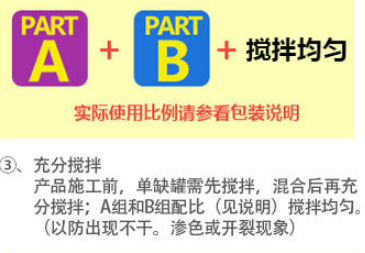 PART A + PART B + 搅拌均匀
实际使用比例请参看包装说明
③、充分搅拌
产品施工前，单缺罐需先搅拌，混合后再充
分搅拌；A组和B组配比（见说明）搅拌均匀。
（以防出现不干。渗色或开裂现象）